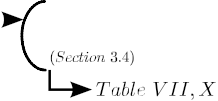 (Section 3.4)
Table VII, X